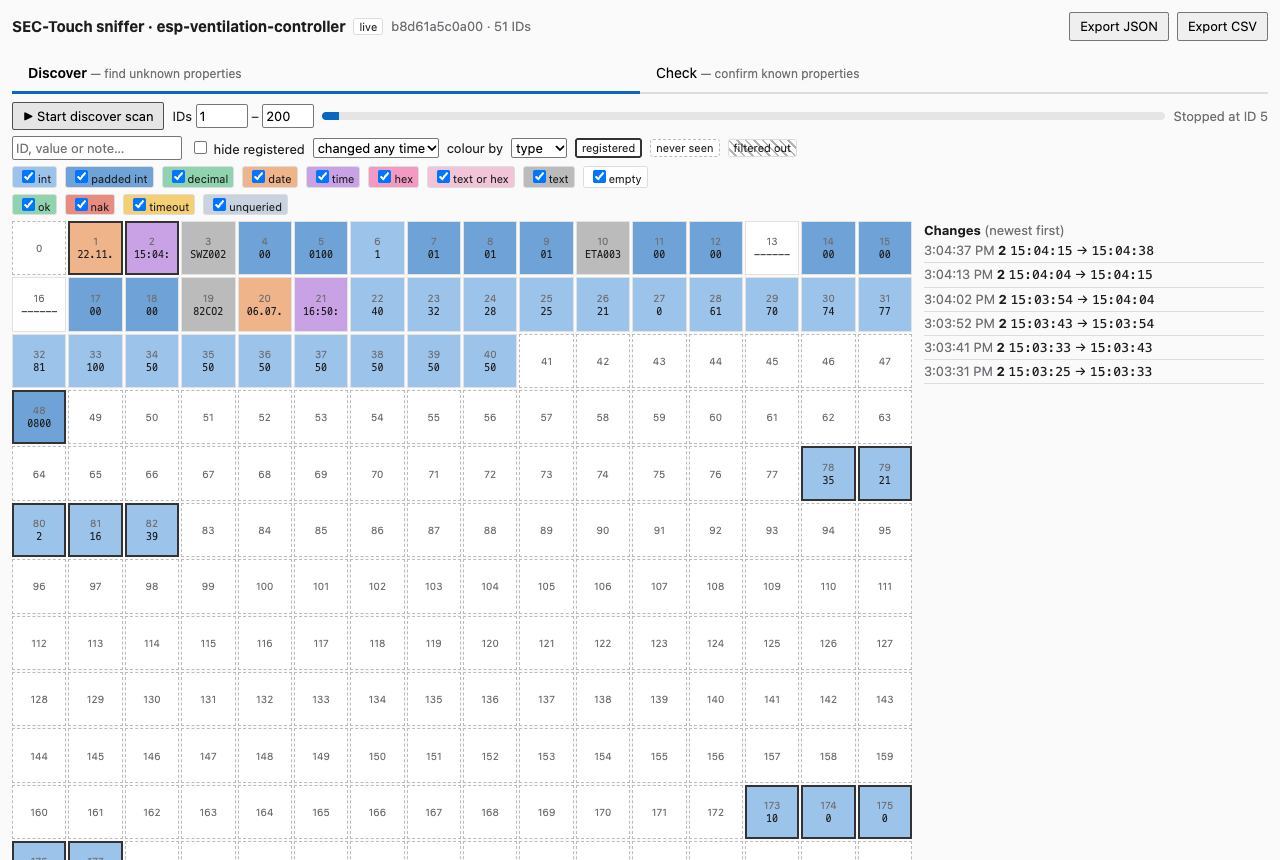 SEC-Touch sniffer · esp-ventilation-controller live b8d61a5c0a00 · 51 IDs Export JSON Export CSV
Discover — find unknown properties Check — confirm known properties
▶ Start discover scan IDs 1 – 200 Stopped at ID 5
ID, value or note… hide registered changed any time colour by type registered never seen filtered out
int padded int decimal date time hex text or hex text empty
ok nak timeout unqueried
0 1 2 3 4 5 6 7 8 9 10 11 12 13 14 15
22.11. 15:04: SWZ002 00 0100 1 01 01 01 ETA003 00 00 —————— 00 00
16 17 18 19 20 21 22 23 24 25 26 27 28 29 30 31
—————— 00 00 82CO2 06.07. 16:50: 40 32 28 25 21 0 61 70 74 77
32 33 34 35 36 37 38 39 40 41 42 43 44 45 46 47
81 100 50 50 50 50 50 50 50
48 49 50 51 52 53 54 55 56 57 58 59 60 61 62 63
0800
64 65 66 67 68 69 70 71 72 73 74 75 76 77 78 79
35 21
80 81 82 83 84 85 86 87 88 89 90 91 92 93 94 95
2 16 39
96 97 98 99 100 101 102 103 104 105 106 107 108 109 110 111
112 113 114 115 116 117 118 119 120 121 122 123 124 125 126 127
128 129 130 131 132 133 134 135 136 137 138 139 140 141 142 143
144 145 146 147 148 149 150 151 152 153 154 155 156 157 158 159
160 161 162 163 164 165 166 167 168 169 170 171 172 173 174 175
10 0 0
Changes (newest first)
3:04:37 PM 2 15:04:15 → 15:04:38
3:04:13 PM 2 15:04:04 → 15:04:15
3:04:02 PM 2 15:03:54 → 15:04:04
3:03:52 PM 2 15:03:43 → 15:03:54
3:03:41 PM 2 15:03:33 → 15:03:43
3:03:31 PM 2 15:03:25 → 15:03:33